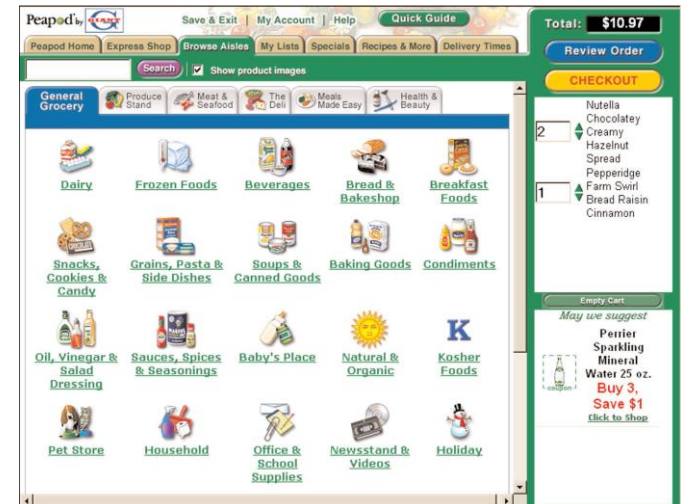 Peapod by GIANT
Save & Exit | My Account | Help
Quick Guide
Peapod Home
Express Shop
Browse Aisles
My Lists
Specials
Recipes & More
Delivery Times
Search
Show product images
General Grocery
Produce Stand
Meat & Seafood
The Deli
Meals Made Easy
Health & Beauty
Dairy
Frozen Foods
Beverages
Bread &
Bakeshop
Breakfast
Foods
Snacks,
Cookies &
Candy
Grains, Pasta &
Side Dishes
Soups &
Canned Goods
Baking Goods
Condiments
Oil, Vinegar &
Salad
Dressing
Sauces, Spices
& Seasonings
Baby's Place
Natural &
Organic
K
Kosher
Foods
Pet Store
Household
Office &
School
Supplies
Newsstand &
Videos
Holiday
Total: $10.97
Review Order
CHECKOUT
2
Nutella
Chocolatey
Creamy
Hazelnut
Spread
1
Pepperidge
Farm Swirl
Bread Raisin
Cinnamon
Empty Cart
May we suggest
Perrier
Sparkling
Mineral
Water 25 oz.
coupon
Buy 3,
Save $1
Click to Shop